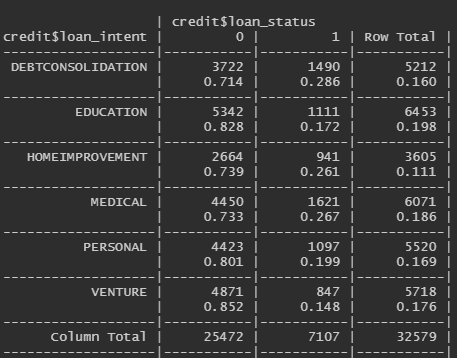 | credit$loan_status
credit$loan_intent | 0 | 1 | Row Total |
-------------------|-----------|-----------|-----------|
DEBTCONSOLIDATION | 3722 | 1490 | 5212 |
| 0.714 | 0.286 | 0.160 |
-------------------|-----------|-----------|-----------|
EDUCATION | 5342 | 1111 | 6453 |
| 0.828 | 0.172 | 0.198 |
-------------------|-----------|-----------|-----------|
HOMEIMPROVEMENT | 2664 | 941 | 3605 |
| 0.739 | 0.261 | 0.111 |
-------------------|-----------|-----------|-----------|
MEDICAL | 4450 | 1621 | 6071 |
| 0.733 | 0.267 | 0.186 |
-------------------|-----------|-----------|-----------|
PERSONAL | 4423 | 1097 | 5520 |
| 0.801 | 0.199 | 0.169 |
-------------------|-----------|-----------|-----------|
VENTURE | 4871 | 847 | 5718 |
| 0.852 | 0.148 | 0.176 |
-------------------|-----------|-----------|-----------|
Column Total | 25472 | 7107 | 32579 |
-------------------|-----------|-----------|-----------|